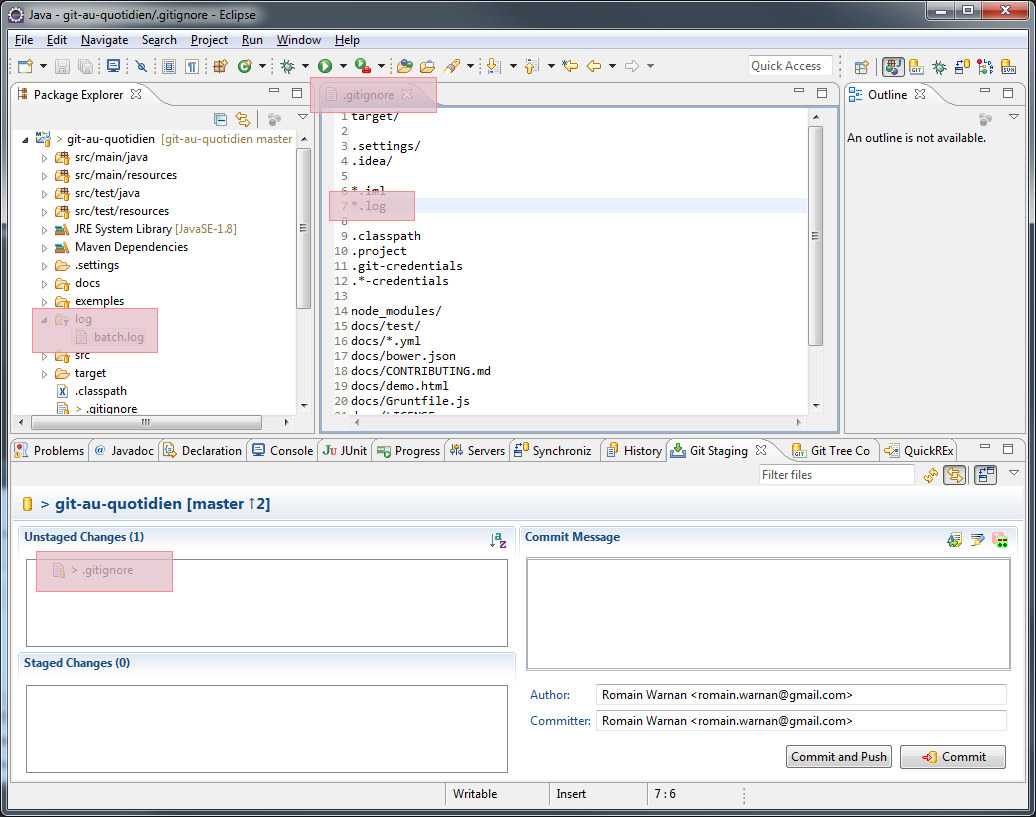 Java - git-au-quotidien/.gitignore - Eclipse
File Edit Navigate Search Project Run Window Help
Quick Access
Package Explorer
> git-au-quotidien [git-au-quotidien master
src/main/java
src/main/resources
src/test/java
src/test/resources
JRE System Library [JavaSE-1.8]
Maven Dependencies
.settings
docs
exemples
log
batch.log
src
target
.classpath
> .gitignore
.gitignore
1 target/
2
3 .settings/
4 .idea/
5
6 *.iml
7 *.log
8
9 .classpath
10 .project
11 .git-credentials
12 .*-credentials
13
14 node_modules/
15 docs/test/
16 docs/*.yml
17 docs/bower.json
18 docs/CONTRIBUTING.md
19 docs/demo.html
20 docs/Gruntfile.js
21 docs/LICENSE
Outline
An outline is not available.
Problems @ Javadoc Declaration Console JUnit Progress Servers Synchroniz History Git Staging Git Tree Co QuickREx
Filter files
> git-au-quotidien [master ↑2]
Unstaged Changes (1)
> .gitignore
Staged Changes (0)
Commit Message
Author: Romain Warnan <romain.warnan@gmail.com>
Committer: Romain Warnan <romain.warnan@gmail.com>
Commit and Push Commit
Writable Insert 7 : 6